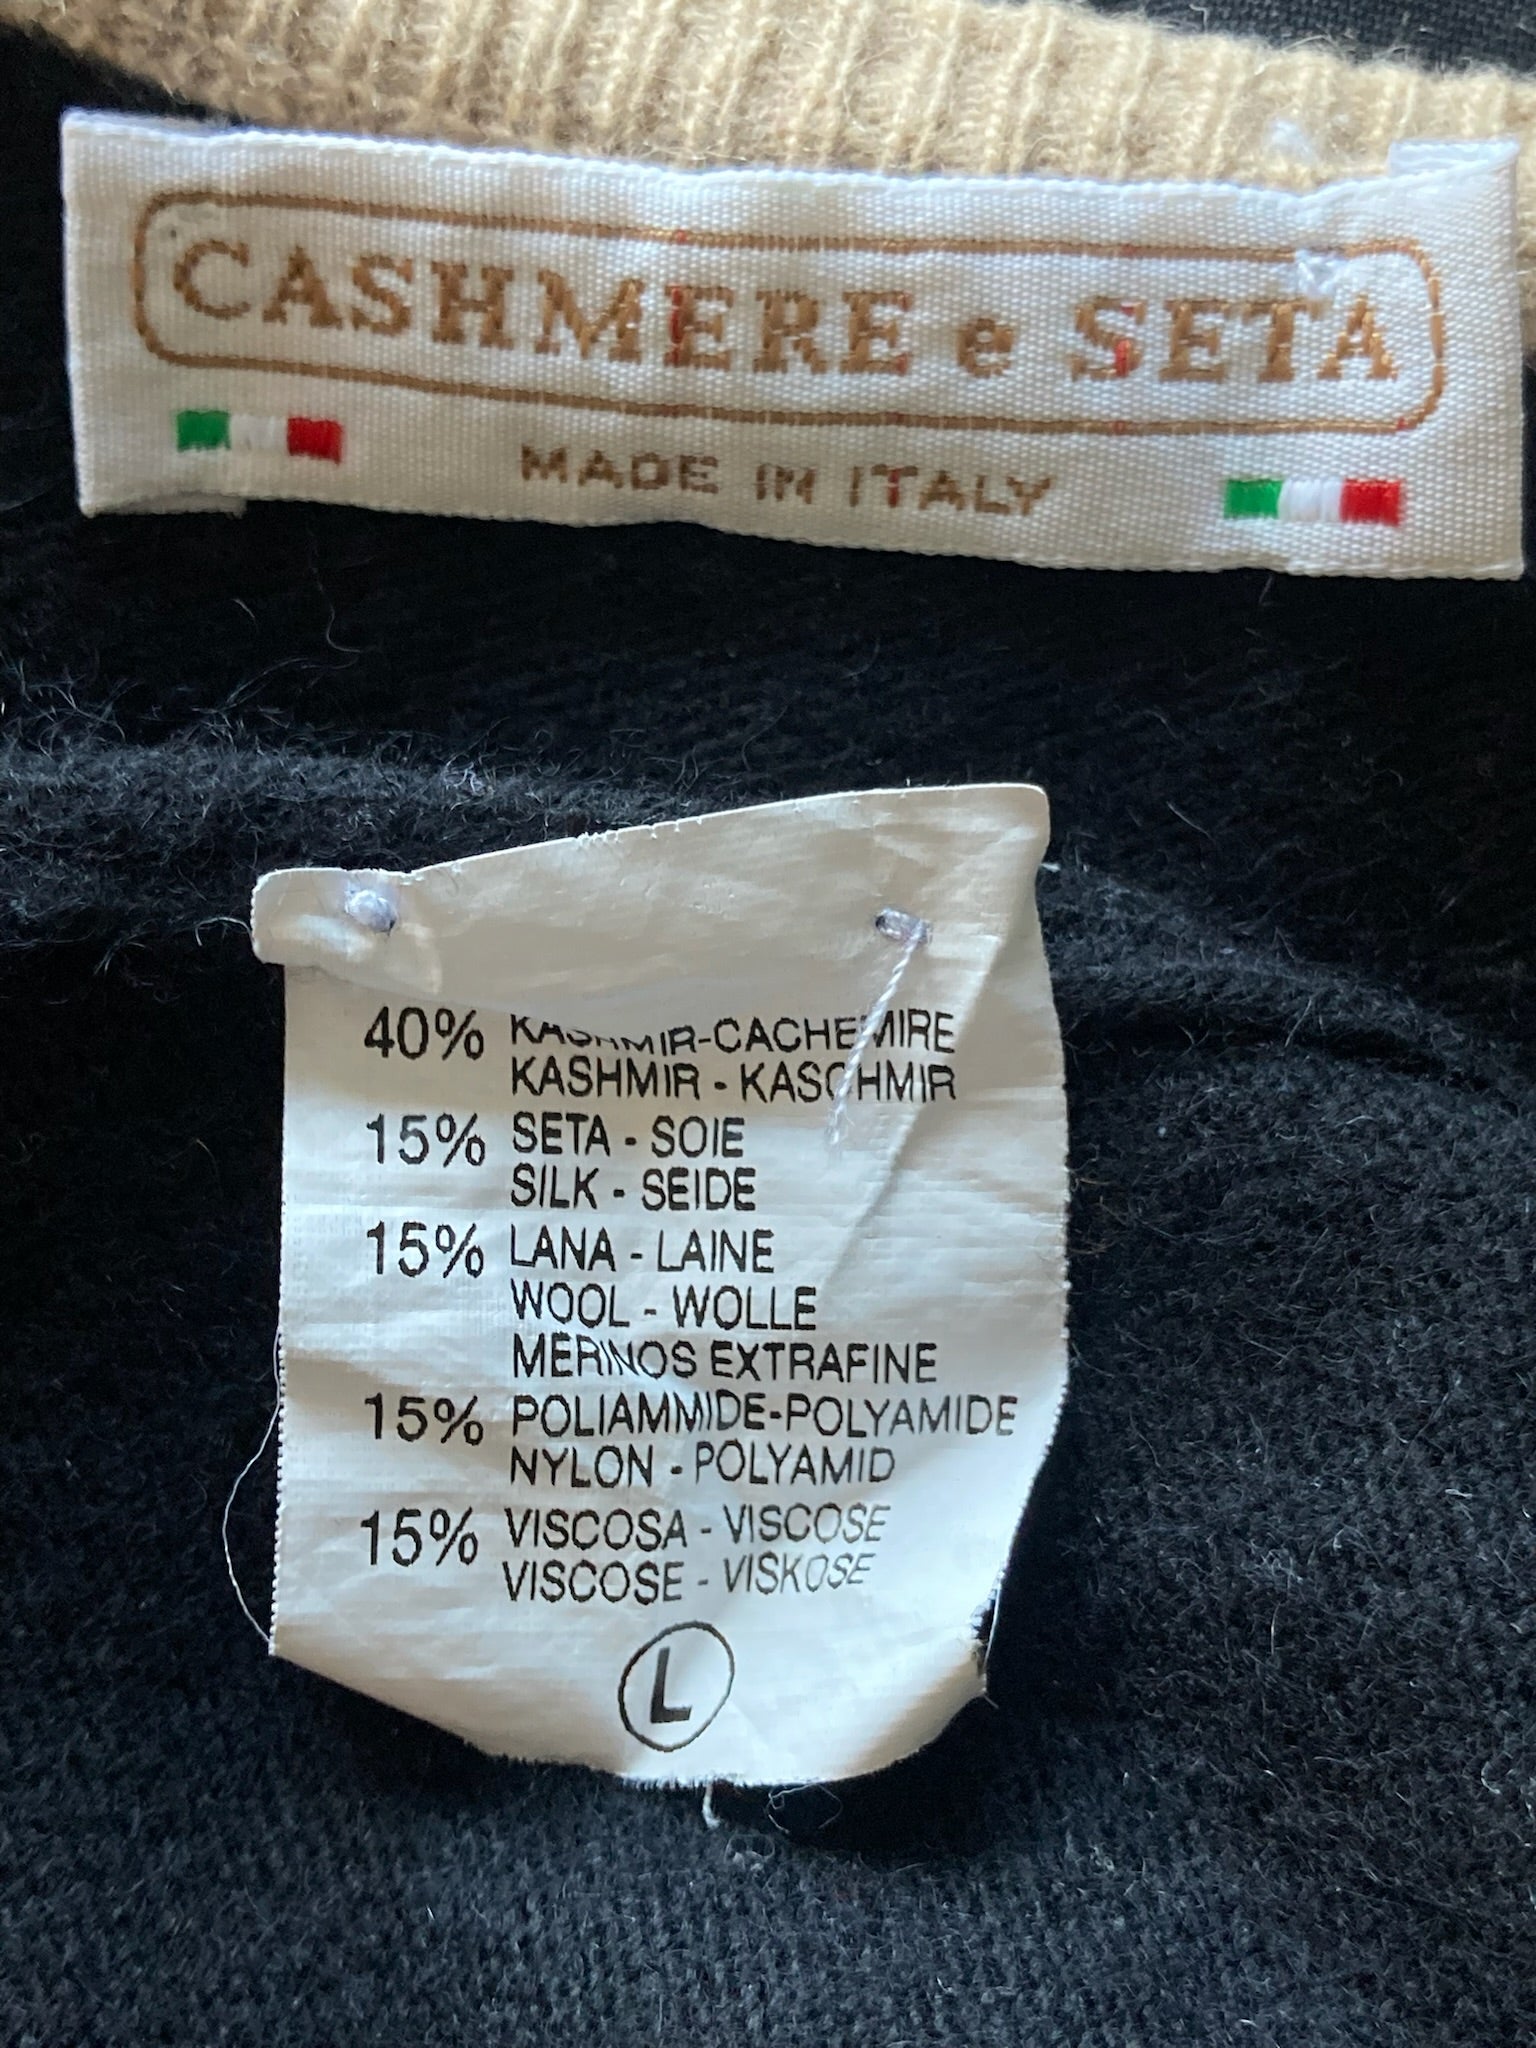 CASHMERE e SETA
MADE IN ITALY
40% KASHMIR-CACHEMIRE
KASHMIR - KASCHMIR
15% SETA - SOIE
SILK - SEIDE
15% LANA - LAINE
WOOL - WOLLE
MERINOS EXTRAFINE
15% POLIAMMIDE-POLYAMIDE
NYLON - POLYAMID
15% VISCOSA - VISCOSE
VISCOSE - VISKOSE
L